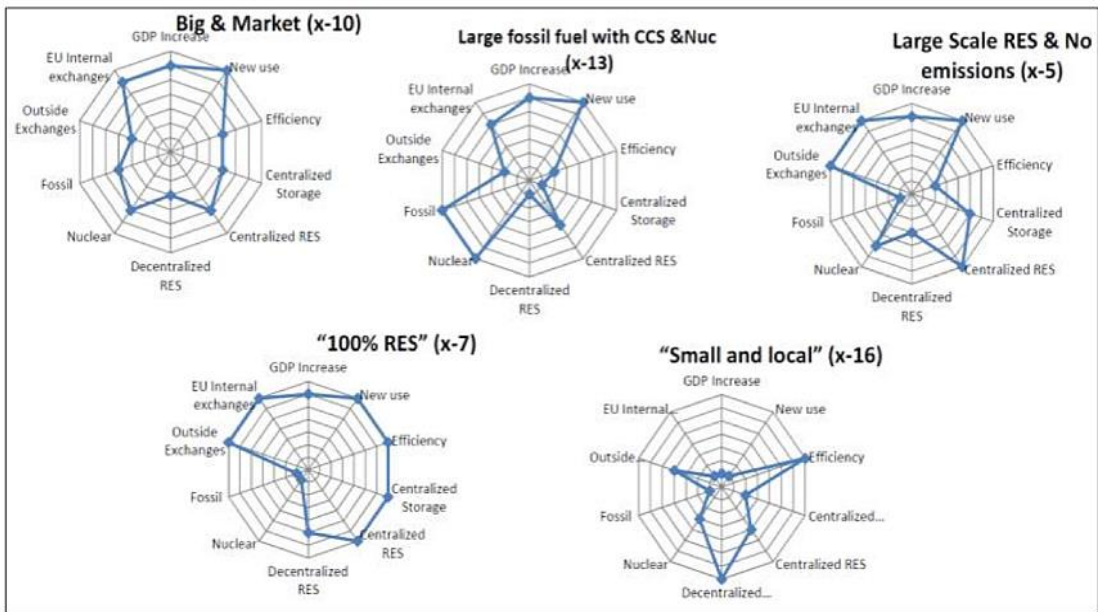 Big & Market (x-10)
GDP Increase
New use
Efficiency
Centralized
Storage
Centralized RES
Decentralized
RES
Nuclear
Fossil
Outside
Exchanges
EU Internal
exchanges
Large fossil fuel with CCS &Nuc
(x-13)
GDP Increase
New use
Efficiency
Centralized
Storage
Centralized RES
Decentralized
RES
Nuclear
Fossil
Outside
Exchanges
EU Internal
exchanges
Large Scale RES & No
emissions (x-5)
GDP Increase
New use
Efficiency
Centralized
Storage
Centralized RES
Decentralized
RES
Nuclear
Fossil
Outside
Exchanges
EU Internal
exchanges
“100% RES” (x-7)
GDP Increase
New use
Efficiency
Centralized
Storage
Centralized
RES
Decentralized
RES
Nuclear
Fossil
Outside
Exchanges
EU Internal
exchanges
“Small and local” (x-16)
GDP Increase
New use
Efficiency
Centralized...
Centralized RES
Decentralized...
Nuclear
Fossil
Outside...
EU Internal...